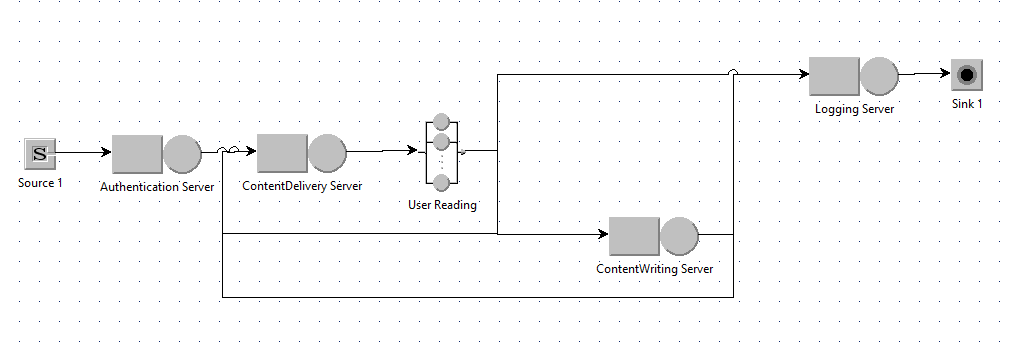 S
Source 1
Authentication Server
ContentDelivery Server
User Reading
ContentWriting Server
Logging Server
Sink 1